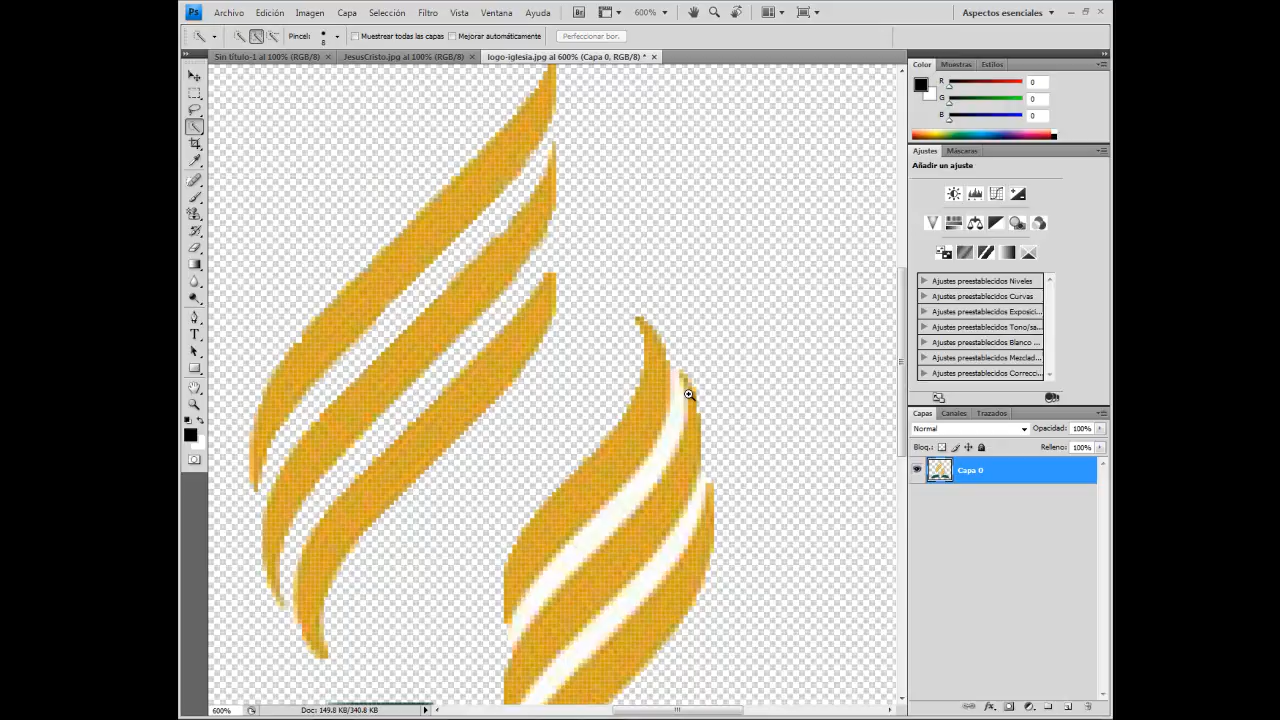 Ps Archivo Edición Imagen Capa Selección Filtro Vista Ventana Ayuda Br 600% Aspectos esenciales
Pincel: 8 Muestrear todas las capas Mejorar automáticamente Perfeccionar bor...
Sin título-1 al 100% (RGB/8) × JesusCristo.jpg al 100% (RGB/8) × logo-iglesia.jpg al 600% (Capa 0, RGB/8) * ×
Color Muestras Estilos
R 0
G 0
B 0
Ajustes Máscaras
Añadir un ajuste
Ajustes preestablecidos Niveles
Ajustes preestablecidos Curvas
Ajustes preestablecidos Exposici...
Ajustes preestablecidos Tono/sa...
Ajustes preestablecidos Blanco ...
Ajustes preestablecidos Mezclad...
Ajustes preestablecidos Correcci...
Capas Canales Trazados
Normal Opacidad: 100%
Bloq.: Relleno: 100%
Capa 0
600% Doc: 149.8 KB/340.8 KB